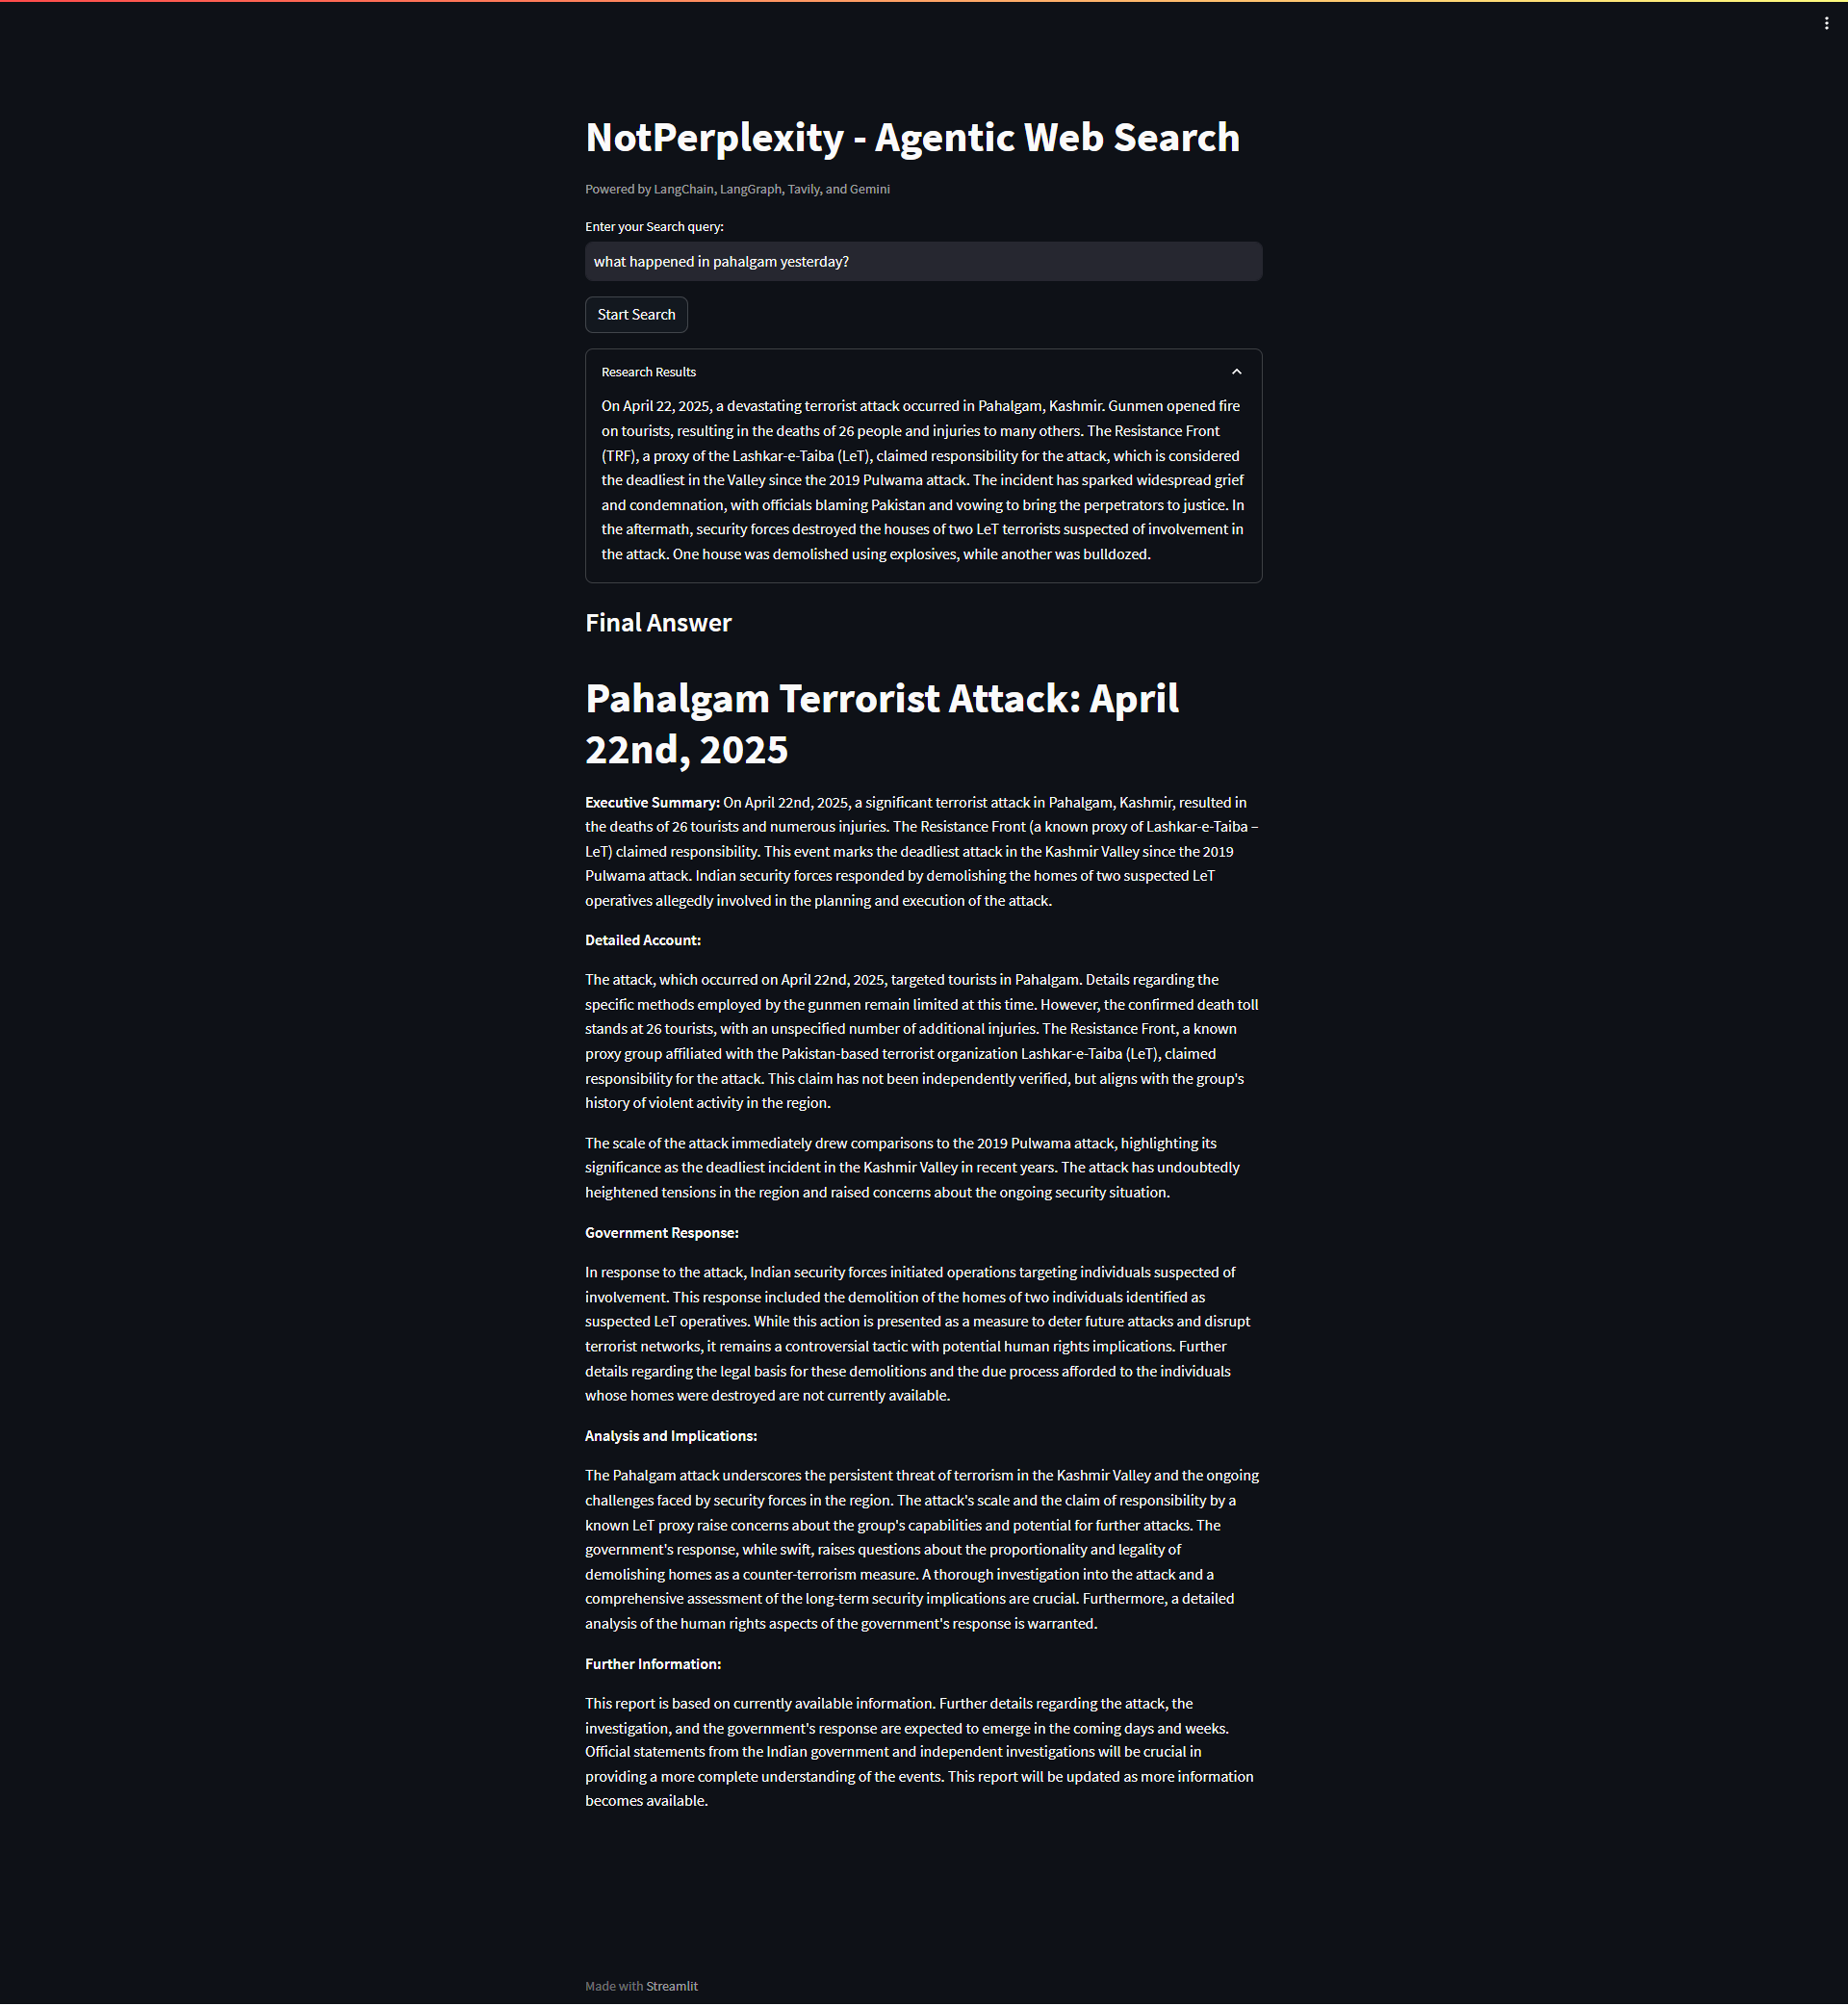 NotPerplexity - Agentic Web Search
Powered by LangChain, LangGraph, Tavily, and Gemini
Enter your Search query:
what happened in pahalgam yesterday?
Start Search
Research Results
On April 22, 2025, a devastating terrorist attack occurred in Pahalgam, Kashmir. Gunmen opened fire
on tourists, resulting in the deaths of 26 people and injuries to many others. The Resistance Front
(TRF), a proxy of the Lashkar-e-Taiba (LeT), claimed responsibility for the attack, which is considered
the deadliest in the Valley since the 2019 Pulwama attack. The incident has sparked widespread grief
and condemnation, with officials blaming Pakistan and vowing to bring the perpetrators to justice. In
the aftermath, security forces destroyed the houses of two LeT terrorists suspected of involvement in
the attack. One house was demolished using explosives, while another was bulldozed.
Final Answer
Pahalgam Terrorist Attack: April
22nd, 2025
Executive Summary: On April 22nd, 2025, a significant terrorist attack in Pahalgam, Kashmir, resulted in
the deaths of 26 tourists and numerous injuries. The Resistance Front (a known proxy of Lashkar-e-Taiba –
LeT) claimed responsibility. This event marks the deadliest attack in the Kashmir Valley since the 2019
Pulwama attack. Indian security forces responded by demolishing the homes of two suspected LeT
operatives allegedly involved in the planning and execution of the attack.
Detailed Account:
The attack, which occurred on April 22nd, 2025, targeted tourists in Pahalgam. Details regarding the
specific methods employed by the gunmen remain limited at this time. However, the confirmed death toll
stands at 26 tourists, with an unspecified number of additional injuries. The Resistance Front, a known
proxy group affiliated with the Pakistan-based terrorist organization Lashkar-e-Taiba (LeT), claimed
responsibility for the attack. This claim has not been independently verified, but aligns with the group's
history of violent activity in the region.
The scale of the attack immediately drew comparisons to the 2019 Pulwama attack, highlighting its
significance as the deadliest incident in the Kashmir Valley in recent years. The attack has undoubtedly
heightened tensions in the region and raised concerns about the ongoing security situation.
Government Response:
In response to the attack, Indian security forces initiated operations targeting individuals suspected of
involvement. This response included the demolition of the homes of two individuals identified as
suspected LeT operatives. While this action is presented as a measure to deter future attacks and disrupt
terrorist networks, it remains a controversial tactic with potential human rights implications. Further
details regarding the legal basis for these demolitions and the due process afforded to the individuals
whose homes were destroyed are not currently available.
Analysis and Implications:
The Pahalgam attack underscores the persistent threat of terrorism in the Kashmir Valley and the ongoing
challenges faced by security forces in the region. The attack's scale and the claim of responsibility by a
known LeT proxy raise concerns about the group's capabilities and potential for further attacks. The
government's response, while swift, raises questions about the proportionality and legality of
demolishing homes as a counter-terrorism measure. A thorough investigation into the attack and a
comprehensive assessment of the long-term security implications are crucial. Furthermore, a detailed
analysis of the human rights aspects of the government's response is warranted.
Further Information:
This report is based on currently available information. Further details regarding the attack, the
investigation, and the government's response are expected to emerge in the coming days and weeks.
Official statements from the Indian government and independent investigations will be crucial in
providing a more complete understanding of the events. This report will be updated as more information
becomes available.
Made with Streamlit